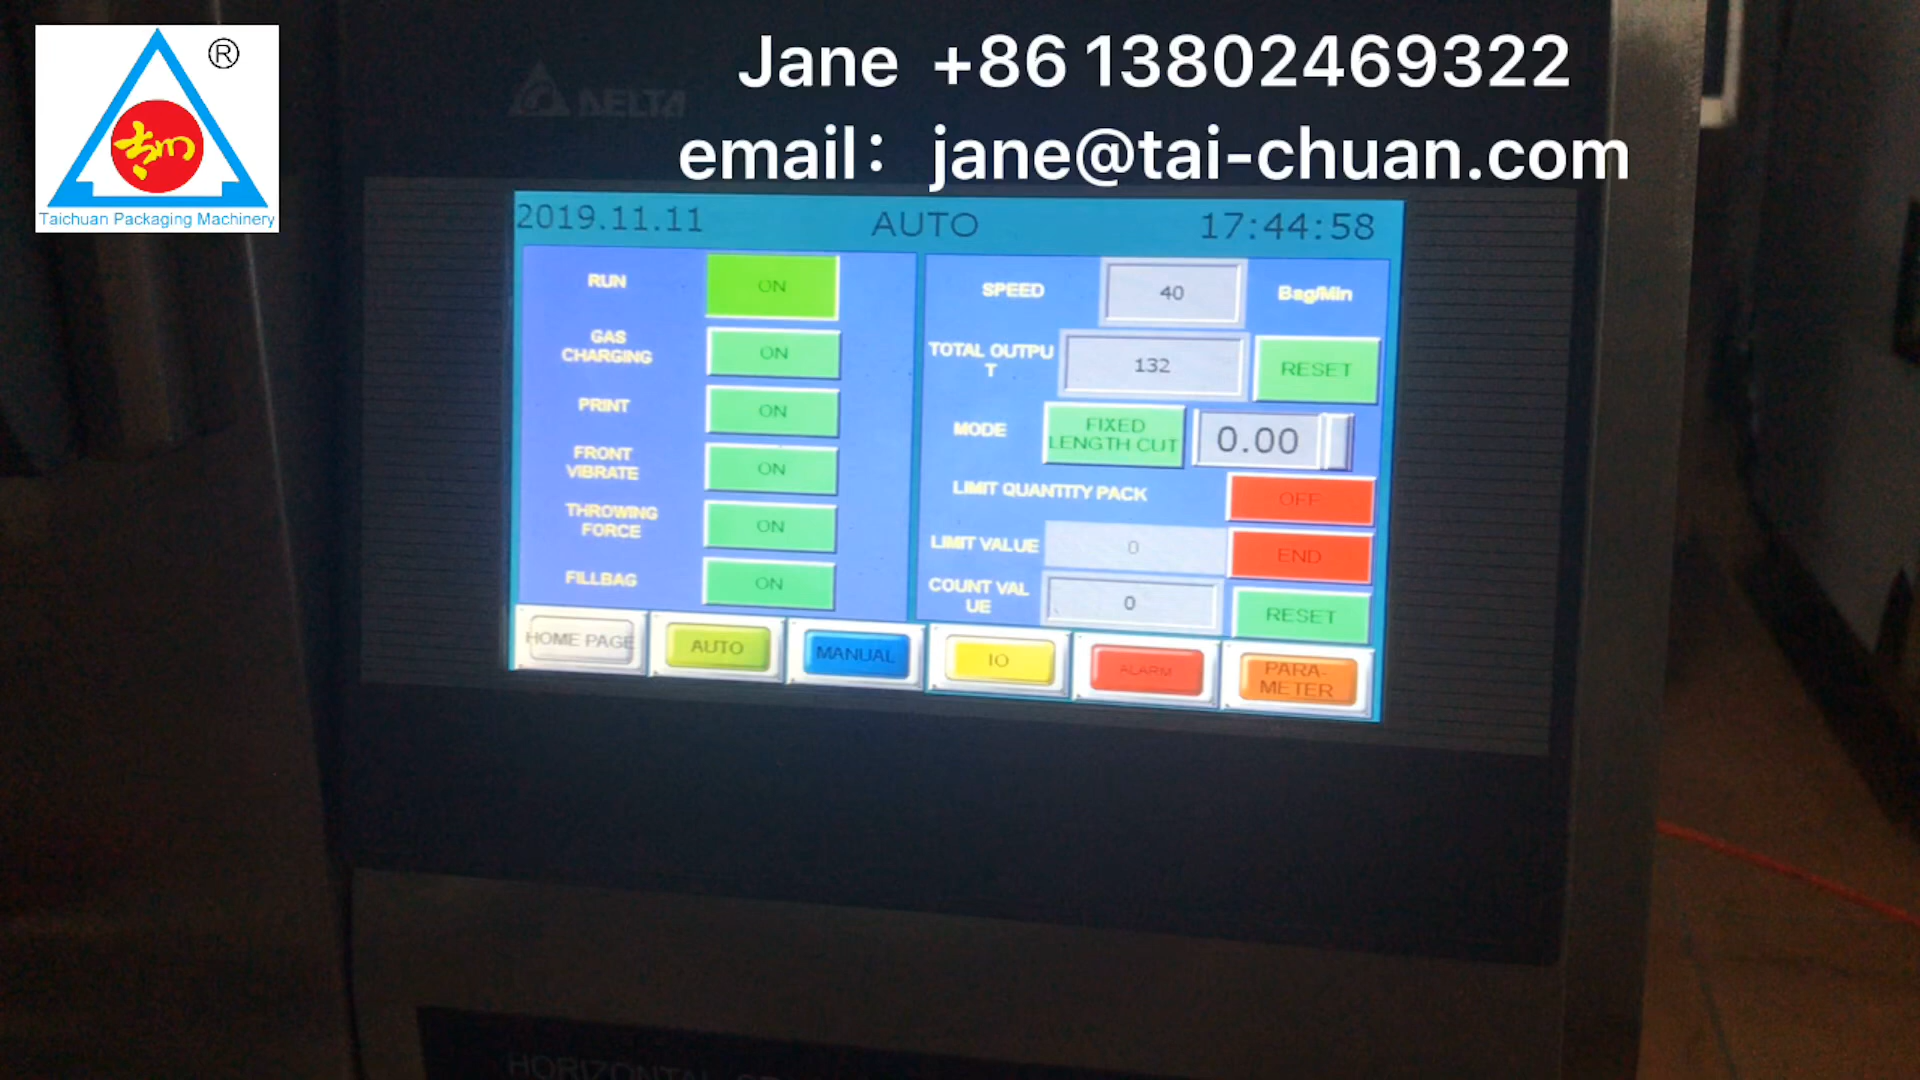 Jane +86 13802469322
email： jane@tai-chuan.com
®
Taichuan Packaging Machinery
NELTA
2019.11.11 AUTO 17:44:58
RUN ON
GAS
CHARGING ON
PRINT ON
FRONT
VIBRATE ON
THROWING
FORCE ON
FILLBAG ON
SPEED 40 Bag/Min
TOTAL OUTPU
T 132 RESET
MODE FIXED
LENGTH CUT 0.00
LIMIT QUANTITY PACK OFF
LIMIT VALUE 0 END
COUNT VAL
UE 0 RESET
HOME PAGE AUTO MANUAL IO ALARM PARA-
METER
HORIZONTAL